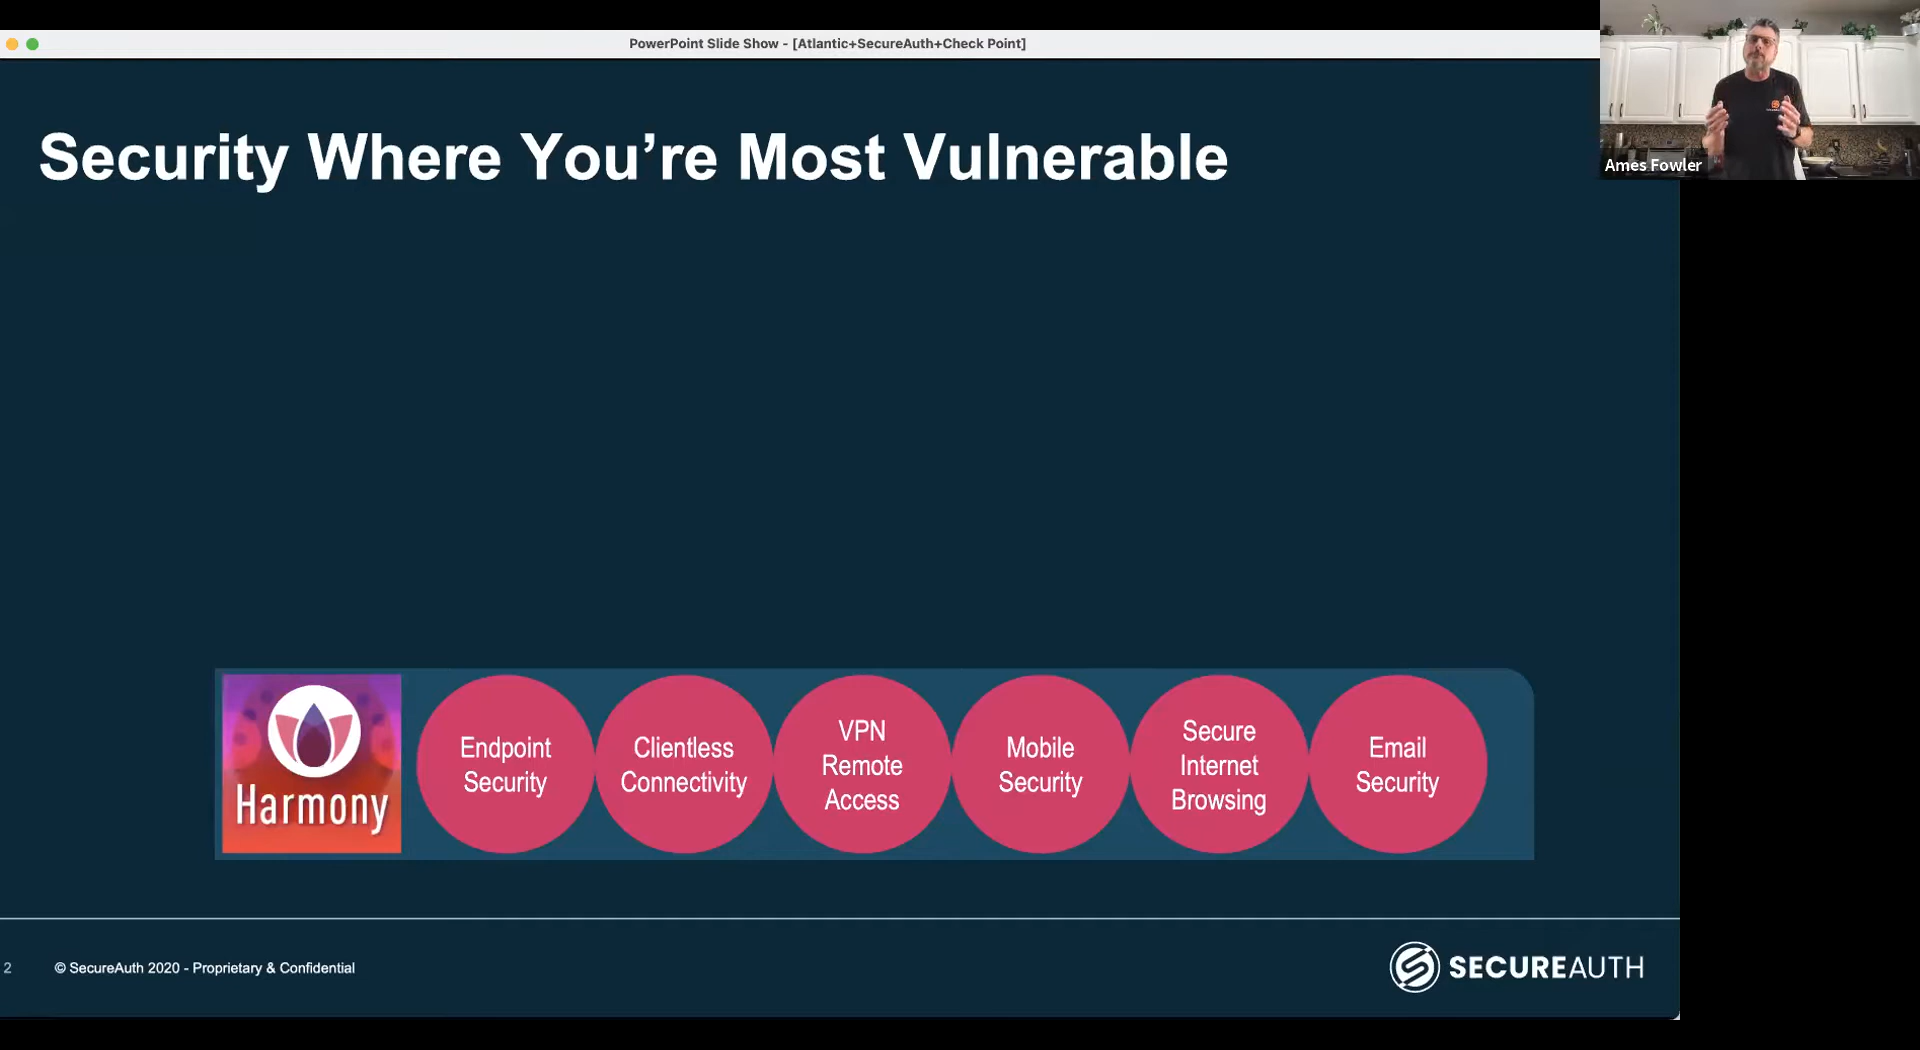 PowerPoint Slide Show - [Atlantic+SecureAuth+Check Point]
Ames Fowler
Security Where You’re Most Vulnerable
Harmony
Endpoint
Security
Clientless
Connectivity
VPN
Remote
Access
Mobile
Security
Secure
Internet
Browsing
Email
Security
2
© SecureAuth 2020 - Proprietary & Confidential
SECUREAUTH